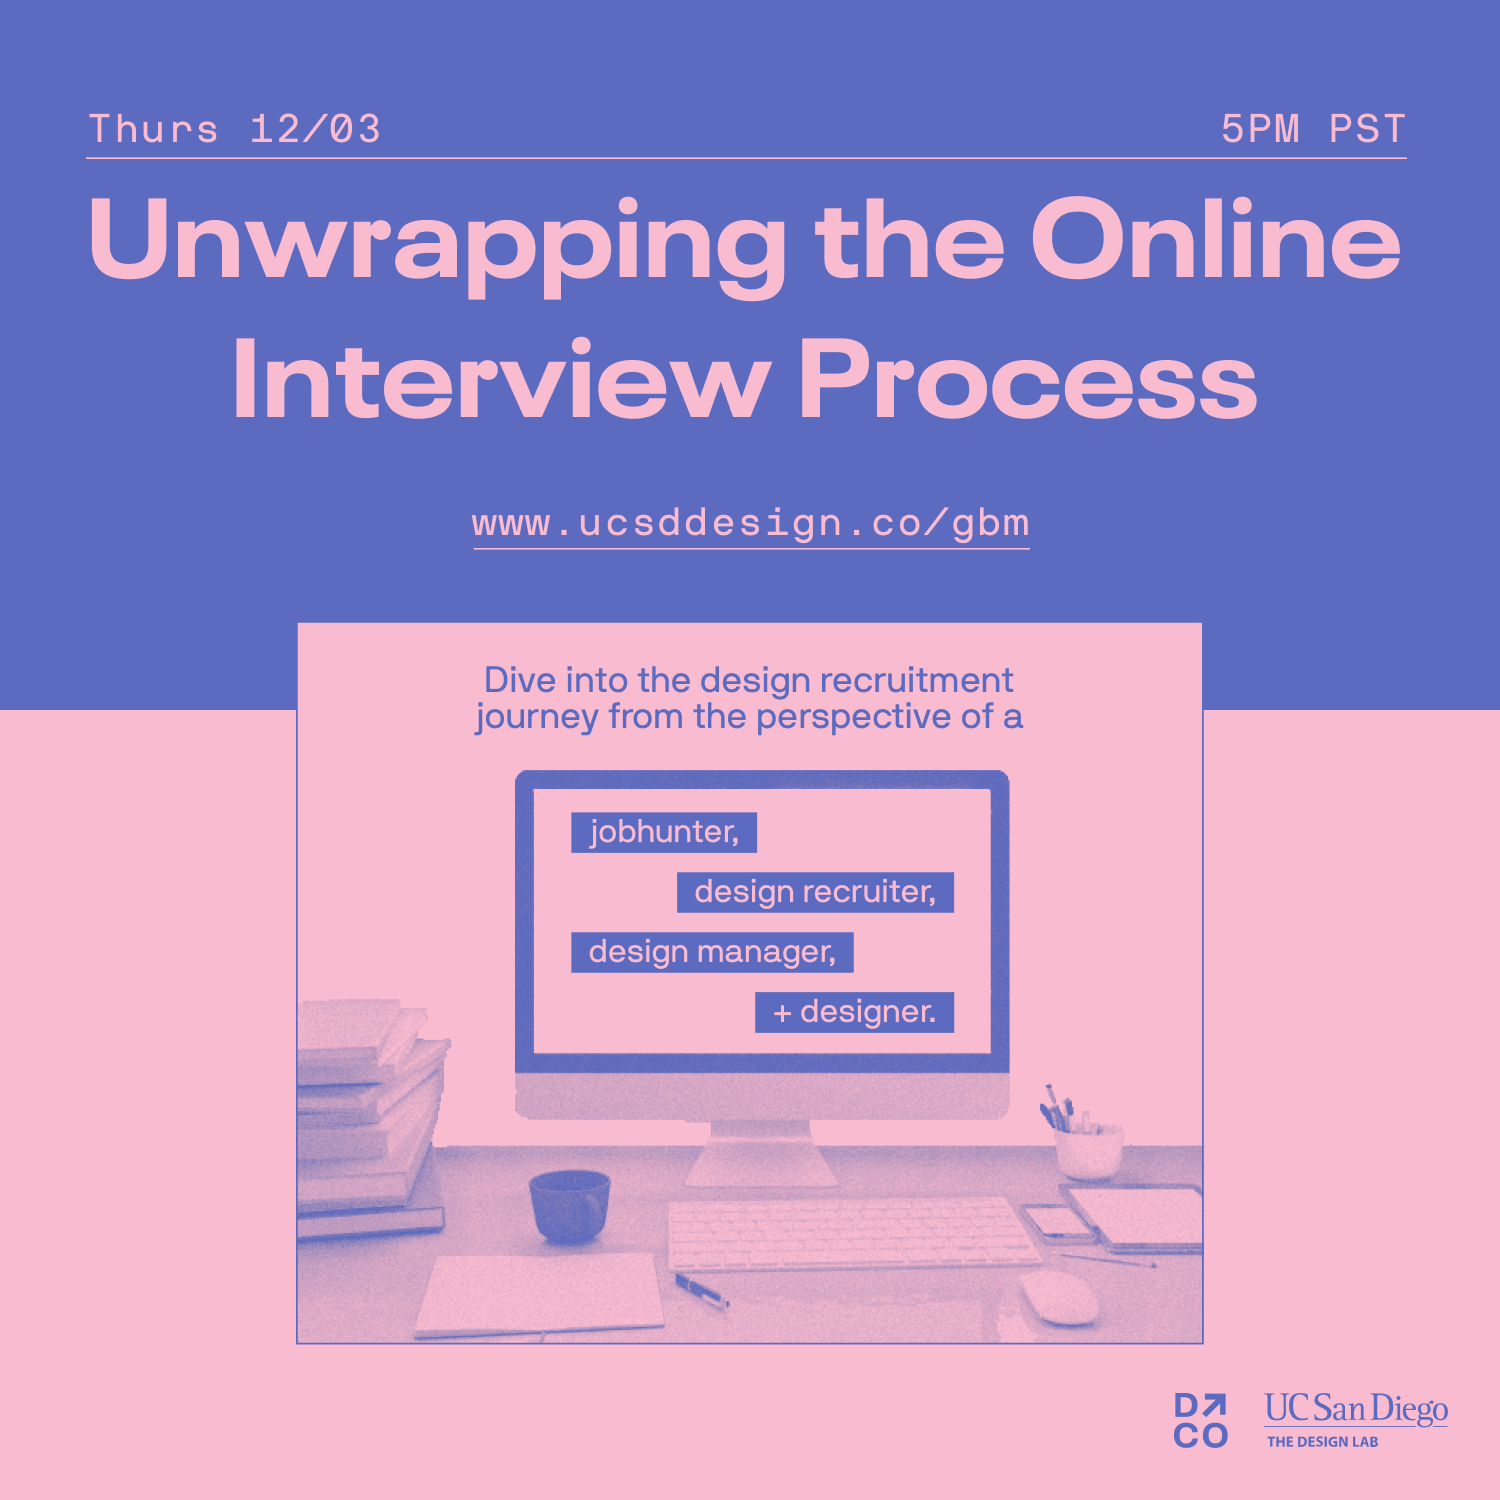 Thurs 12/03
5PM PST
Unwrapping the Online
Interview Process
www.ucsddesign.co/gbm
Dive into the design recruitment
journey from the perspective of a
jobhunter,
design recruiter,
design manager,
+ designer.
D↗
CO
UC San Diego
THE DESIGN LAB